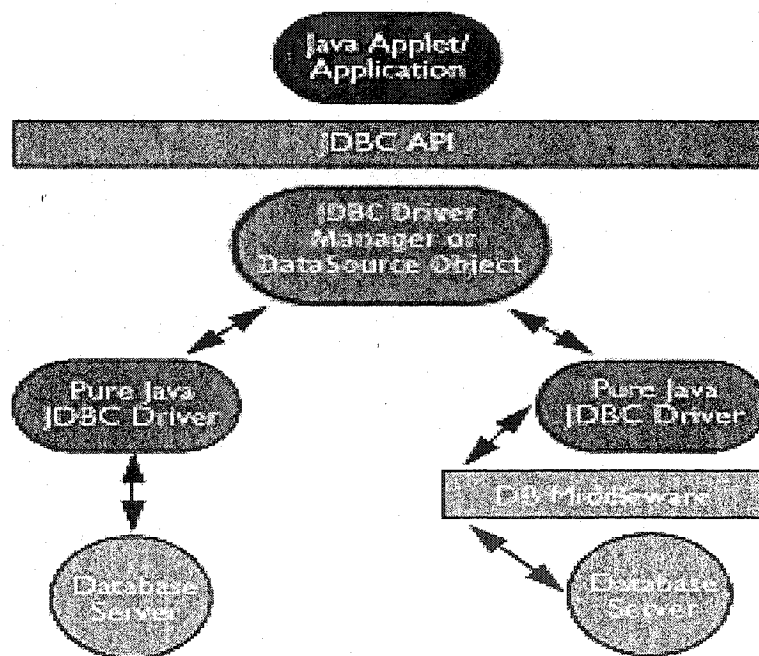 Java Applet/
Application
JDBC API
JDBC Driver
Manager or
DataSource Object
Pure Java
JDBC Driver
Pure Java
JDBC Driver
DB Middleware
Database
Server
Database
Server